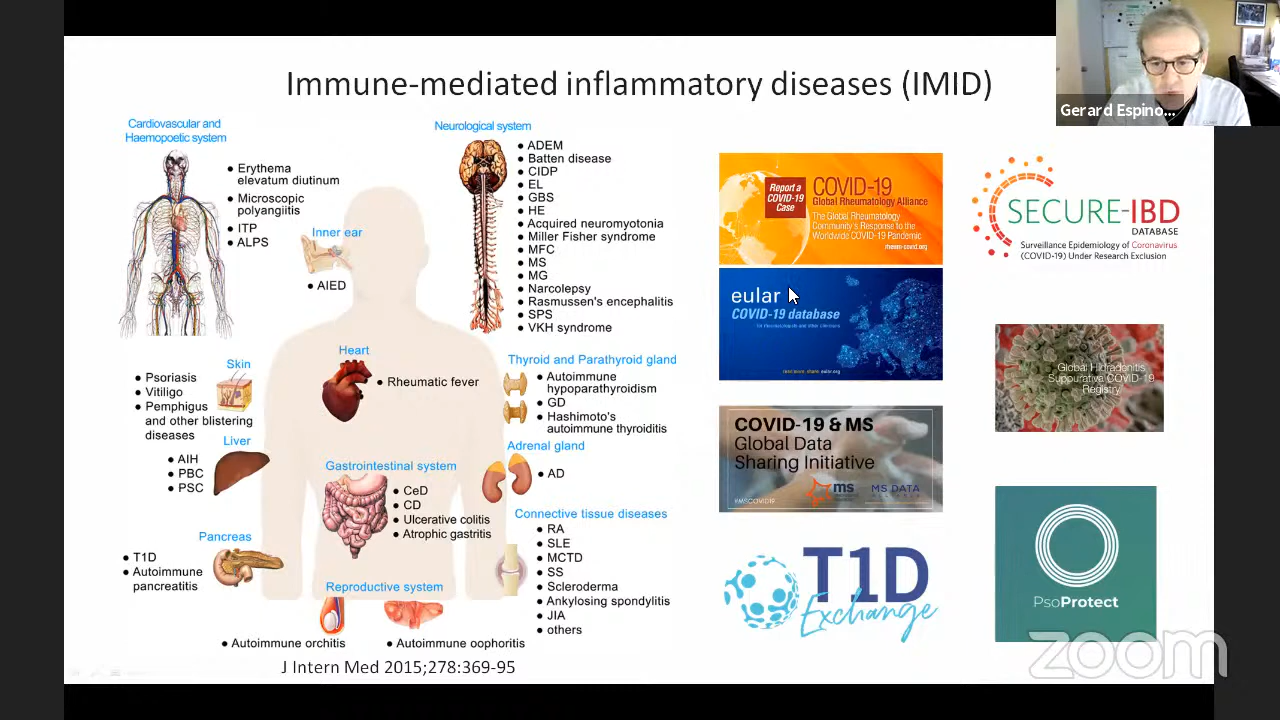 Immune-mediated inflammatory diseases (IMID)
Gerard Espino...
Cardiovascular and
Haemopoetic system
• Erythema
elevatum diutinum
• Microscopic
polyangiitis
• ITP
• ALPS
Inner ear
• AIED
Neurological system
• ADEM
• Batten disease
• CIDP
• EL
• GBS
• HE
• Acquired neuromyotonia
• Miller Fisher syndrome
• MFC
• MS
• MG
• Narcolepsy
• Rasmussen's encephalitis
• SPS
• VKH syndrome
Skin
• Psoriasis
• Vitiligo
• Pemphigus
and other blistering
diseases
Heart
• Rheumatic fever
Thyroid and Parathyroid gland
• Autoimmune
hypoparathyroidism
• GD
• Hashimoto's
autoimmune thyroiditis
Liver
• AIH
• PBC
• PSC
Adrenal gland
• AD
Gastrointestinal system
• CeD
• CD
• Ulcerative colitis
• Atrophic gastritis
Connective tissue diseases
• RA
• SLE
• MCTD
• SS
• Scleroderma
• Ankylosing spondylitis
• JIA
• others
Pancreas
• T1D
• Autoimmune
pancreatitis
Reproductive system
• Autoimmune orchitis
• Autoimmune oophoritis
J Intern Med 2015;278:369-95
Report a
COVID-19
Case
COVID-19
Global Rheumatology Alliance
The Global Rheumatology
Community's Response to the
Worldwide COVID-19 Pandemic
rheum-covid.org
SECURE-IBD
DATABASE
Surveillance Epidemiology of Coronavirus
(COVID-19) Under Research Exclusion
eular
COVID-19 database
for rheumatologists and other clinicians
eular.org
Global Hidradenitis
Suppurativa COVID-19
Registry
COVID-19 & MS
Global Data
Sharing Initiative
ms
MS DATA
#MSCOVID19
T1D
Exchange
PsoProtect
zoom